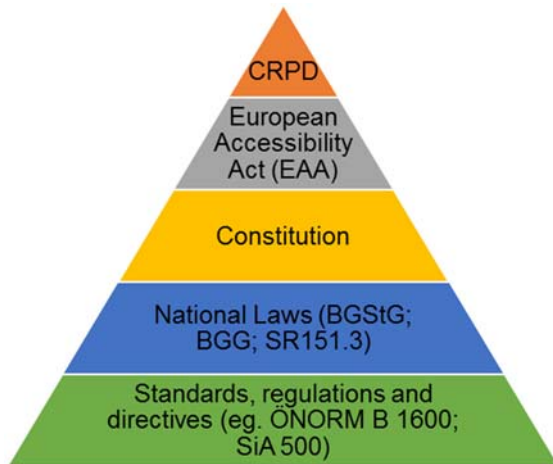 CRPD
European
Accessibility
Act (EAA)
Constitution
National Laws (BGStG;
BGG; SR151.3)
Standards, regulations and
directives (eg. ÖNORM B 1600;
SiA 500)